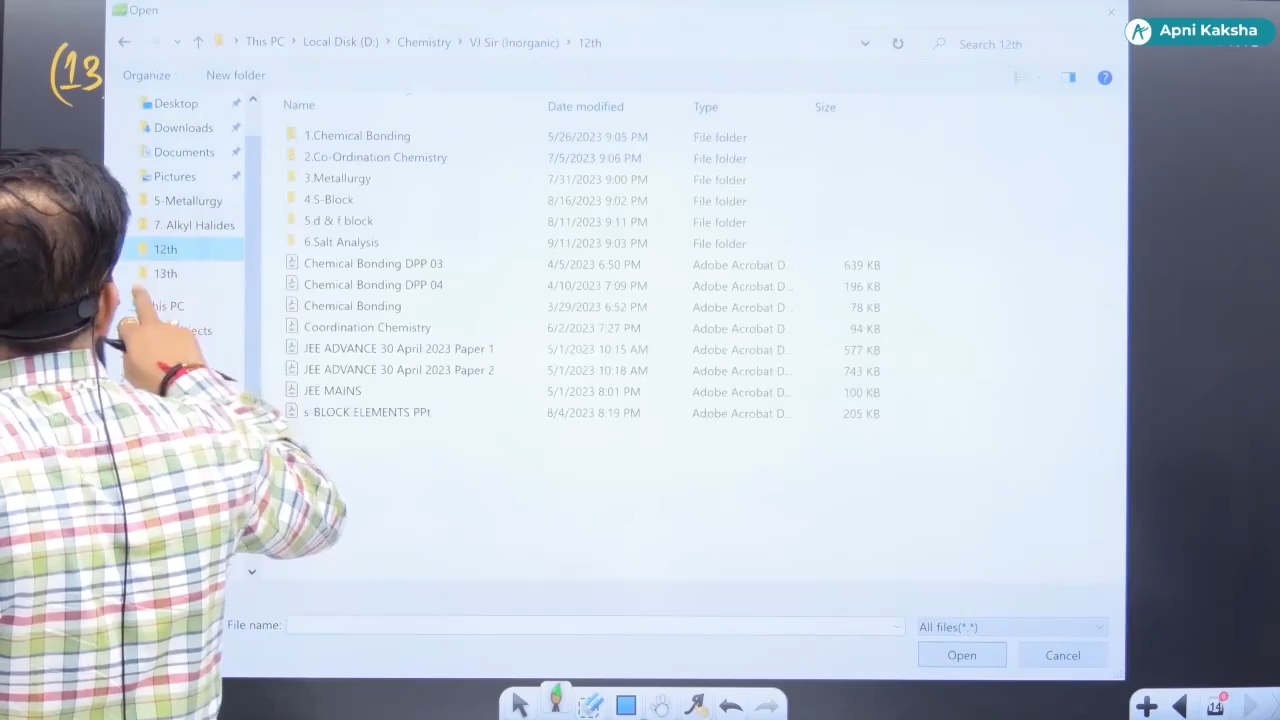 Open
Apni Kaksha
This PC > Local Disk (D:) > Chemistry > VJ Sir (Inorganic) > 12th
Search 12th
(13
Organize
New folder
Name Date modified Type Size
Desktop
Downloads
Documents
Pictures
5-Metallurgy
7. Alkyl Halides
12th
13th
his PC
ects
1.Chemical Bonding 5/26/2023 9:05 PM File folder
2.Co-Ordination Chemistry 7/5/2023 9:06 PM File folder
3.Metallurgy 7/31/2023 9:00 PM File folder
4.S-Block 8/16/2023 9:02 PM File folder
5.d & f block 8/11/2023 9:11 PM File folder
6.Salt Analysis 9/11/2023 9:03 PM File folder
Chemical Bonding DPP 03 4/5/2023 6:50 PM Adobe Acrobat D... 639 KB
Chemical Bonding DPP 04 4/10/2023 7:09 PM Adobe Acrobat D... 196 KB
Chemical Bonding 3/29/2023 6:52 PM Adobe Acrobat D... 78 KB
Coordination Chemistry 6/2/2023 7:27 PM Adobe Acrobat D... 94 KB
JEE ADVANCE 30 April 2023 Paper 1 5/1/2023 10:15 AM Adobe Acrobat D... 577 KB
JEE ADVANCE 30 April 2023 Paper 2 5/1/2023 10:18 AM Adobe Acrobat D... 743 KB
JEE MAINS 5/1/2023 8:01 PM Adobe Acrobat D... 100 KB
s-BLOCK ELEMENTS PPt 8/4/2023 8:19 PM Adobe Acrobat D... 205 KB
File name:
All files(*.*)
Open
Cancel
14